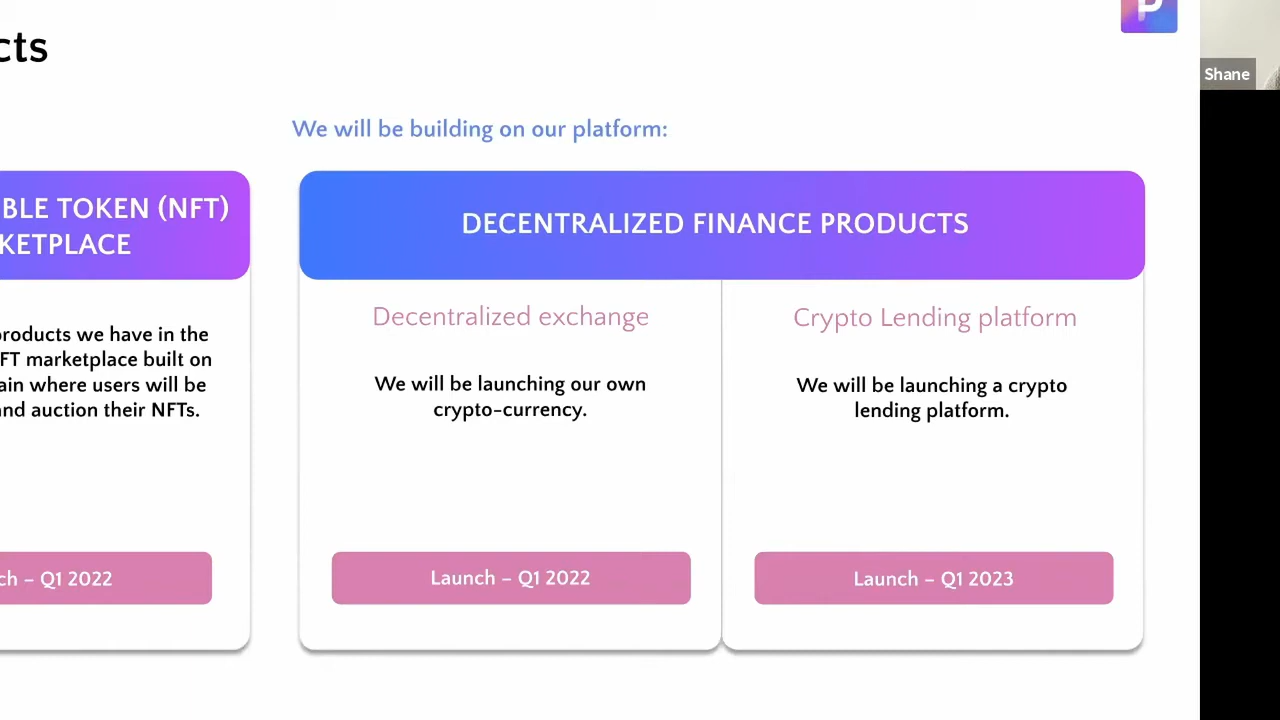 cts
P
Shane
We will be building on our platform:
BLE TOKEN (NFT)
KETPLACE
products we have in the
FT marketplace built on
ain where users will be
nd auction their NFTs.
ch – Q1 2022
DECENTRALIZED FINANCE PRODUCTS
Decentralized exchange
We will be launching our own
crypto-currency.
Launch – Q1 2022
Crypto Lending platform
We will be launching a crypto
lending platform.
Launch – Q1 2023